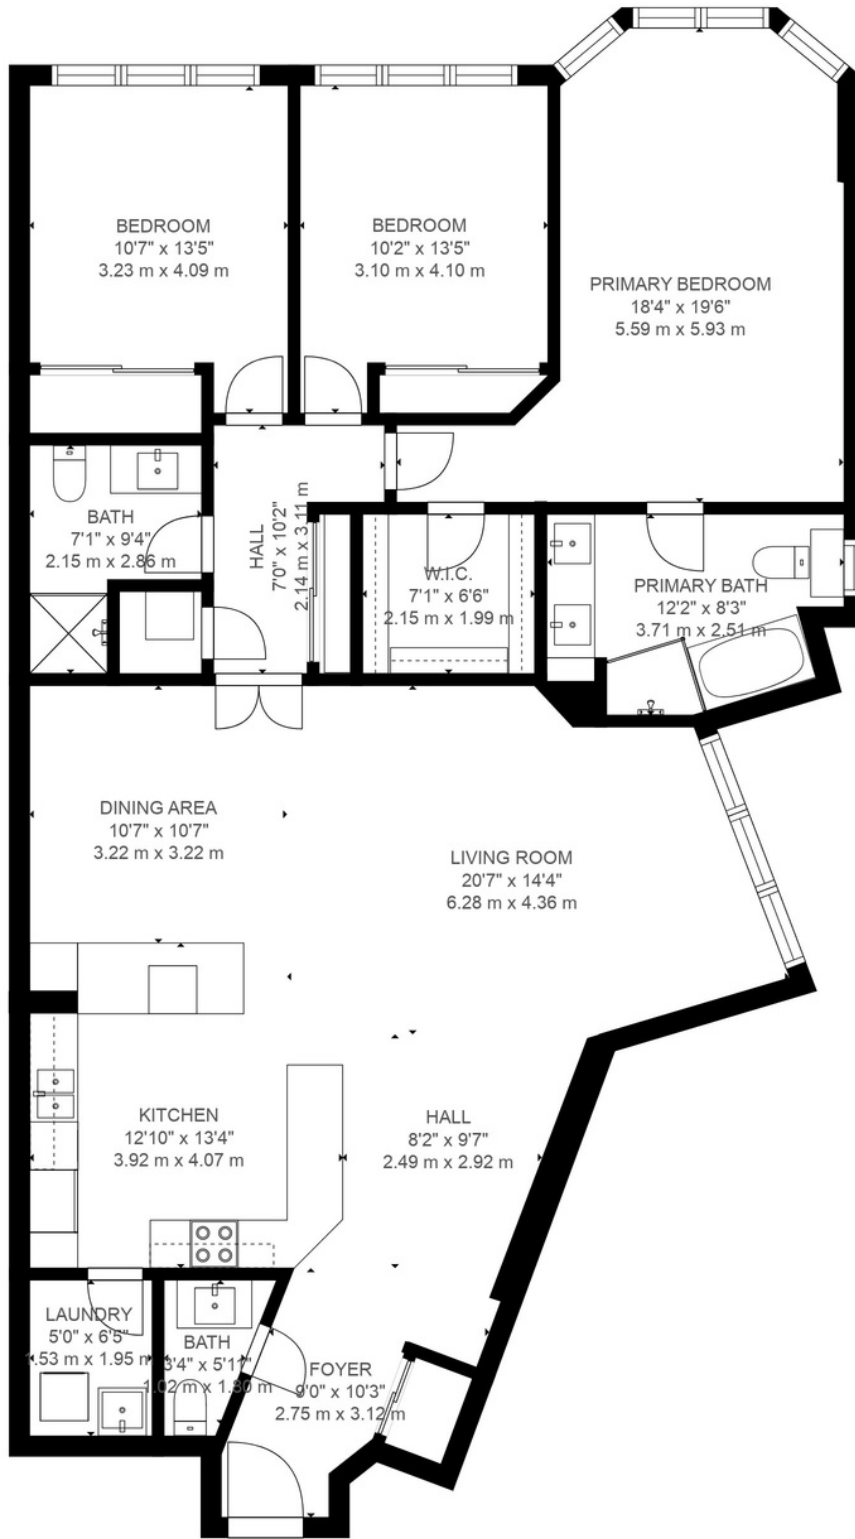 BEDROOM
10'7" x 13'5"
3.23 m x 4.09 m
BEDROOM
10'2" x 13'5"
3.10 m x 4.10 m
PRIMARY BEDROOM
18'4" x 19'6"
5.59 m x 5.93 m
BATH
7'1" x 9'4"
2.15 m x 2.86 m
HALL
7'0" x 10'2"
2.14 m x 3.11 m
W.I.C.
7'1" x 6'6"
2.15 m x 1.99 m
PRIMARY BATH
12'2" x 8'3"
3.71 m x 2.51 m
DINING AREA
10'7" x 10'7"
3.22 m x 3.22 m
LIVING ROOM
20'7" x 14'4"
6.28 m x 4.36 m
KITCHEN
12'10" x 13'4"
3.92 m x 4.07 m
HALL
8'2" x 9'7"
2.49 m x 2.92 m
LAUNDRY
5'0" x 6'5"
1.53 m x 1.95 m
BATH
3'4" x 5'11"
1.02 m x 1.80 m
FOYER
9'0" x 10'3"
2.75 m x 3.12 m